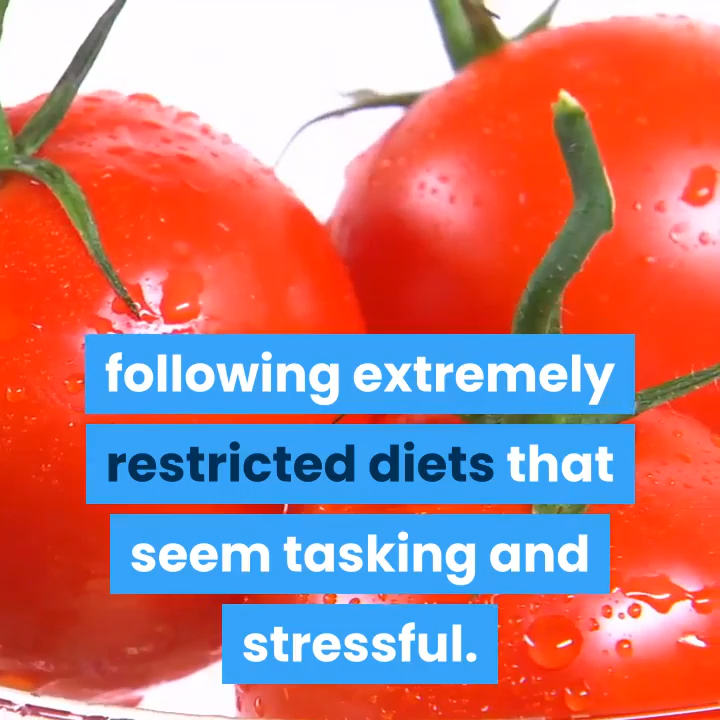 following extremely
restricted diets that
seem tasking and
stressful.